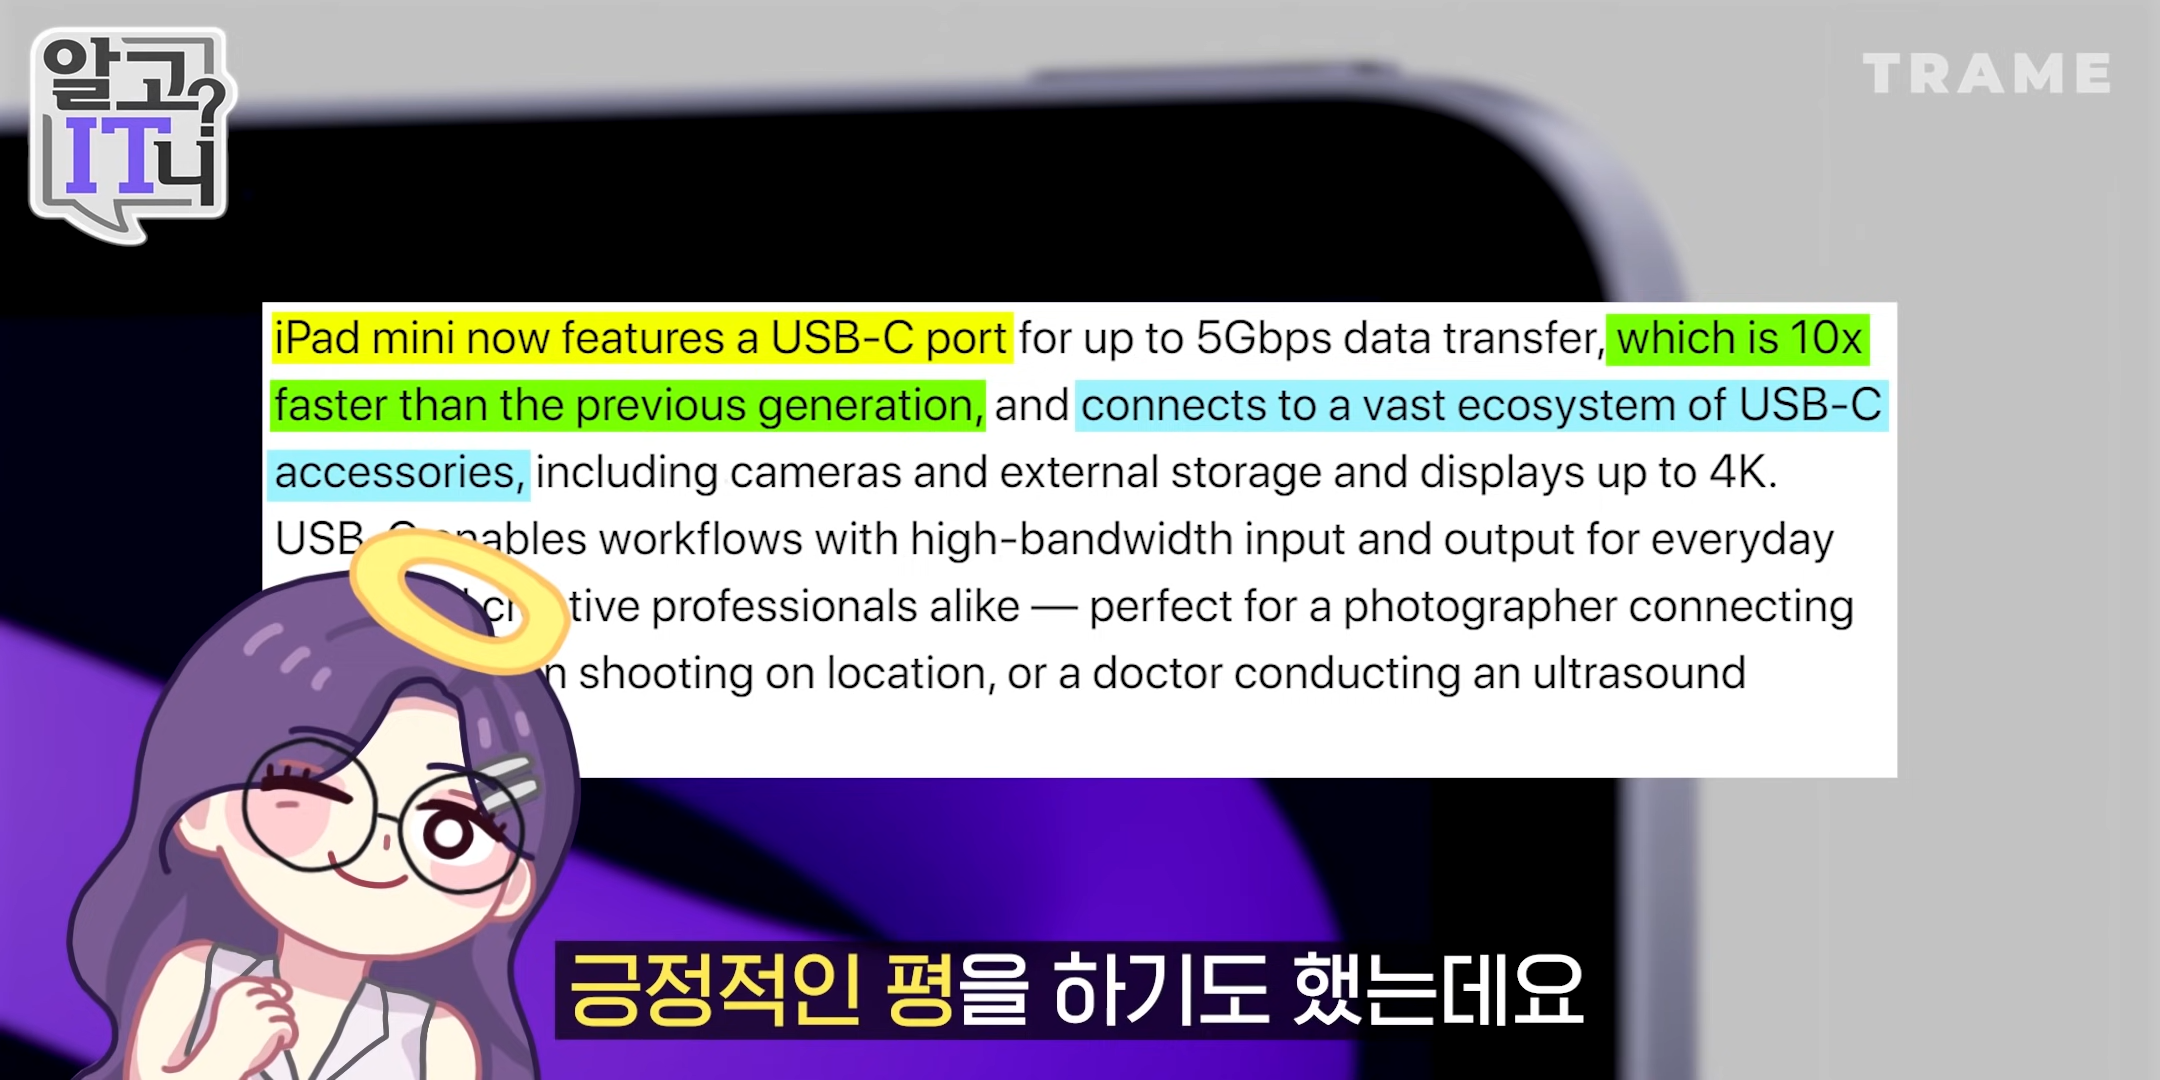 알고?
IT니
TRAME
iPad mini now features a USB-C port for up to 5Gbps data transfer, which is 10x
faster than the previous generation, and connects to a vast ecosystem of USB-C
accessories, including cameras and external storage and displays up to 4K.
USB-C enables workflows with high-bandwidth input and output for everyday
professionals alike — perfect for a photographer connecting
shooting on location, or a doctor conducting an ultrasound
긍정적인 평을 하기도 했는데요